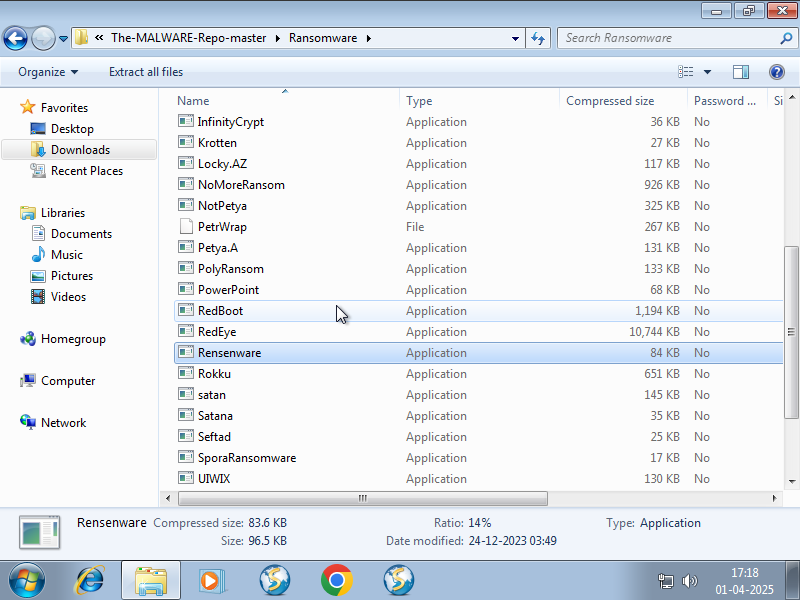 « The-MALWARE-Repo-master ▸ Ransomware ▸ Search Ransomware
Organize ▾ Extract all files
Name Type Compressed size Password ... Si
Favorites
Desktop
Downloads
Recent Places
Libraries
Documents
Music
Pictures
Videos
Homegroup
Computer
Network
InfinityCrypt Application 36 KB No
Krotten Application 27 KB No
Locky.AZ Application 117 KB No
NoMoreRansom Application 926 KB No
NotPetya Application 325 KB No
PetrWrap File 267 KB No
Petya.A Application 131 KB No
PolyRansom Application 133 KB No
PowerPoint Application 68 KB No
RedBoot Application 1,194 KB No
RedEye Application 10,744 KB No
Rensenware Application 84 KB No
Rokku Application 651 KB No
satan Application 145 KB No
Satana Application 35 KB No
Seftad Application 25 KB No
SporaRansomware Application 17 KB No
UIWIX Application 130 KB No
Rensenware Compressed size: 83.6 KB Ratio: 14% Type: Application
Size: 96.5 KB Date modified: 24-12-2023 03:49
17:18
01-04-2025